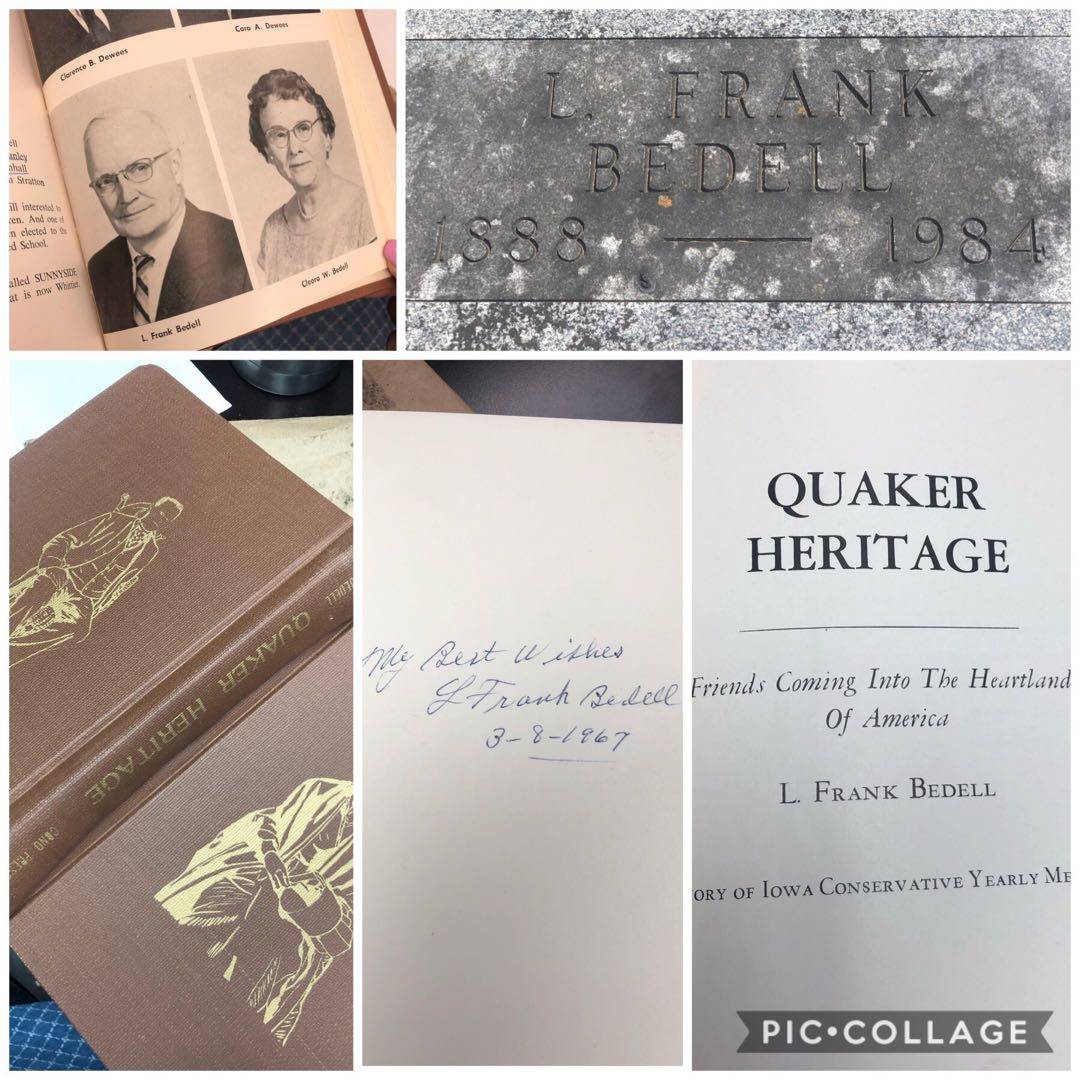 Clarence B. Dewees
Cora A. Dewees
ell
anley
nhall
n Stratton
ill interested to
ren. And one of
en elected to the
d School.
alled SUNNYSIDE
at is now Whittier.
L. Frank Bedell
Cleora W. Bedell
L. FRANK
BEDELL
1888 — 1984
BEDELL
QUAKER HERITAGE
My Best Wishes
L Frank Bedell
3-8-1967
QUAKER
HERITAGE
Friends Coming Into The Heartland
Of America
L. FRANK BEDELL
ORY OF IOWA CONSERVATIVE YEARLY ME
PIC•COLLAGE